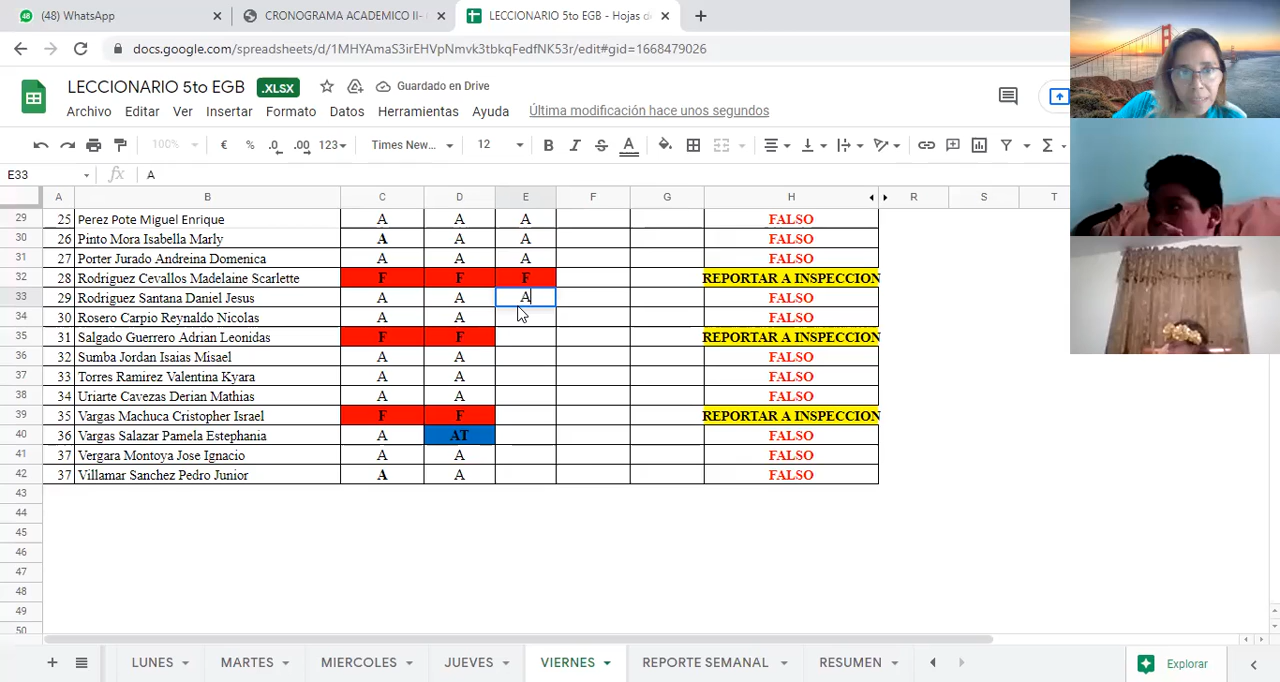 (48) WhatsApp
CRONOGRAMA ACADEMICO II-
LECCIONARIO 5to EGB - Hojas de
docs.google.com/spreadsheets/d/1MHYAmaS3irEHVpNmvk3tbkqFedfNK53r/edit#gid=1668479026
LECCIONARIO 5to EGB .XLSX Guardado en Drive
Archivo Editar Ver Insertar Formato Datos Herramientas Ayuda Última modificación hace unos segundos
100% € % .0 .00 123 Times New... 12 B I S A Σ
E33 fx A
A B C D E F G H R S T
29 25 Perez Pote Miguel Enrique A A A FALSO
30 26 Pinto Mora Isabella Marly A A A FALSO
31 27 Porter Jurado Andreina Domenica A A A FALSO
32 28 Rodriguez Cevallos Madelaine Scarlette F F F REPORTAR A INSPECCION
33 29 Rodriguez Santana Daniel Jesus A A A FALSO
34 30 Rosero Carpio Reynaldo Nicolas A A FALSO
35 31 Salgado Guerrero Adrian Leonidas F F REPORTAR A INSPECCION
36 32 Sumba Jordan Isaias Misael A A FALSO
37 33 Torres Ramirez Valentina Kyara A A FALSO
38 34 Uriarte Cavezas Derian Mathias A A FALSO
39 35 Vargas Machuca Cristopher Israel F F REPORTAR A INSPECCION
40 36 Vargas Salazar Pamela Estephania A AT FALSO
41 37 Vergara Montoya Jose Ignacio A A FALSO
42 37 Villamar Sanchez Pedro Junior A A FALSO
43
44
45
46
47
48
49
50
LUNES MARTES MIERCOLES JUEVES VIERNES REPORTE SEMANAL RESUMEN Explorar